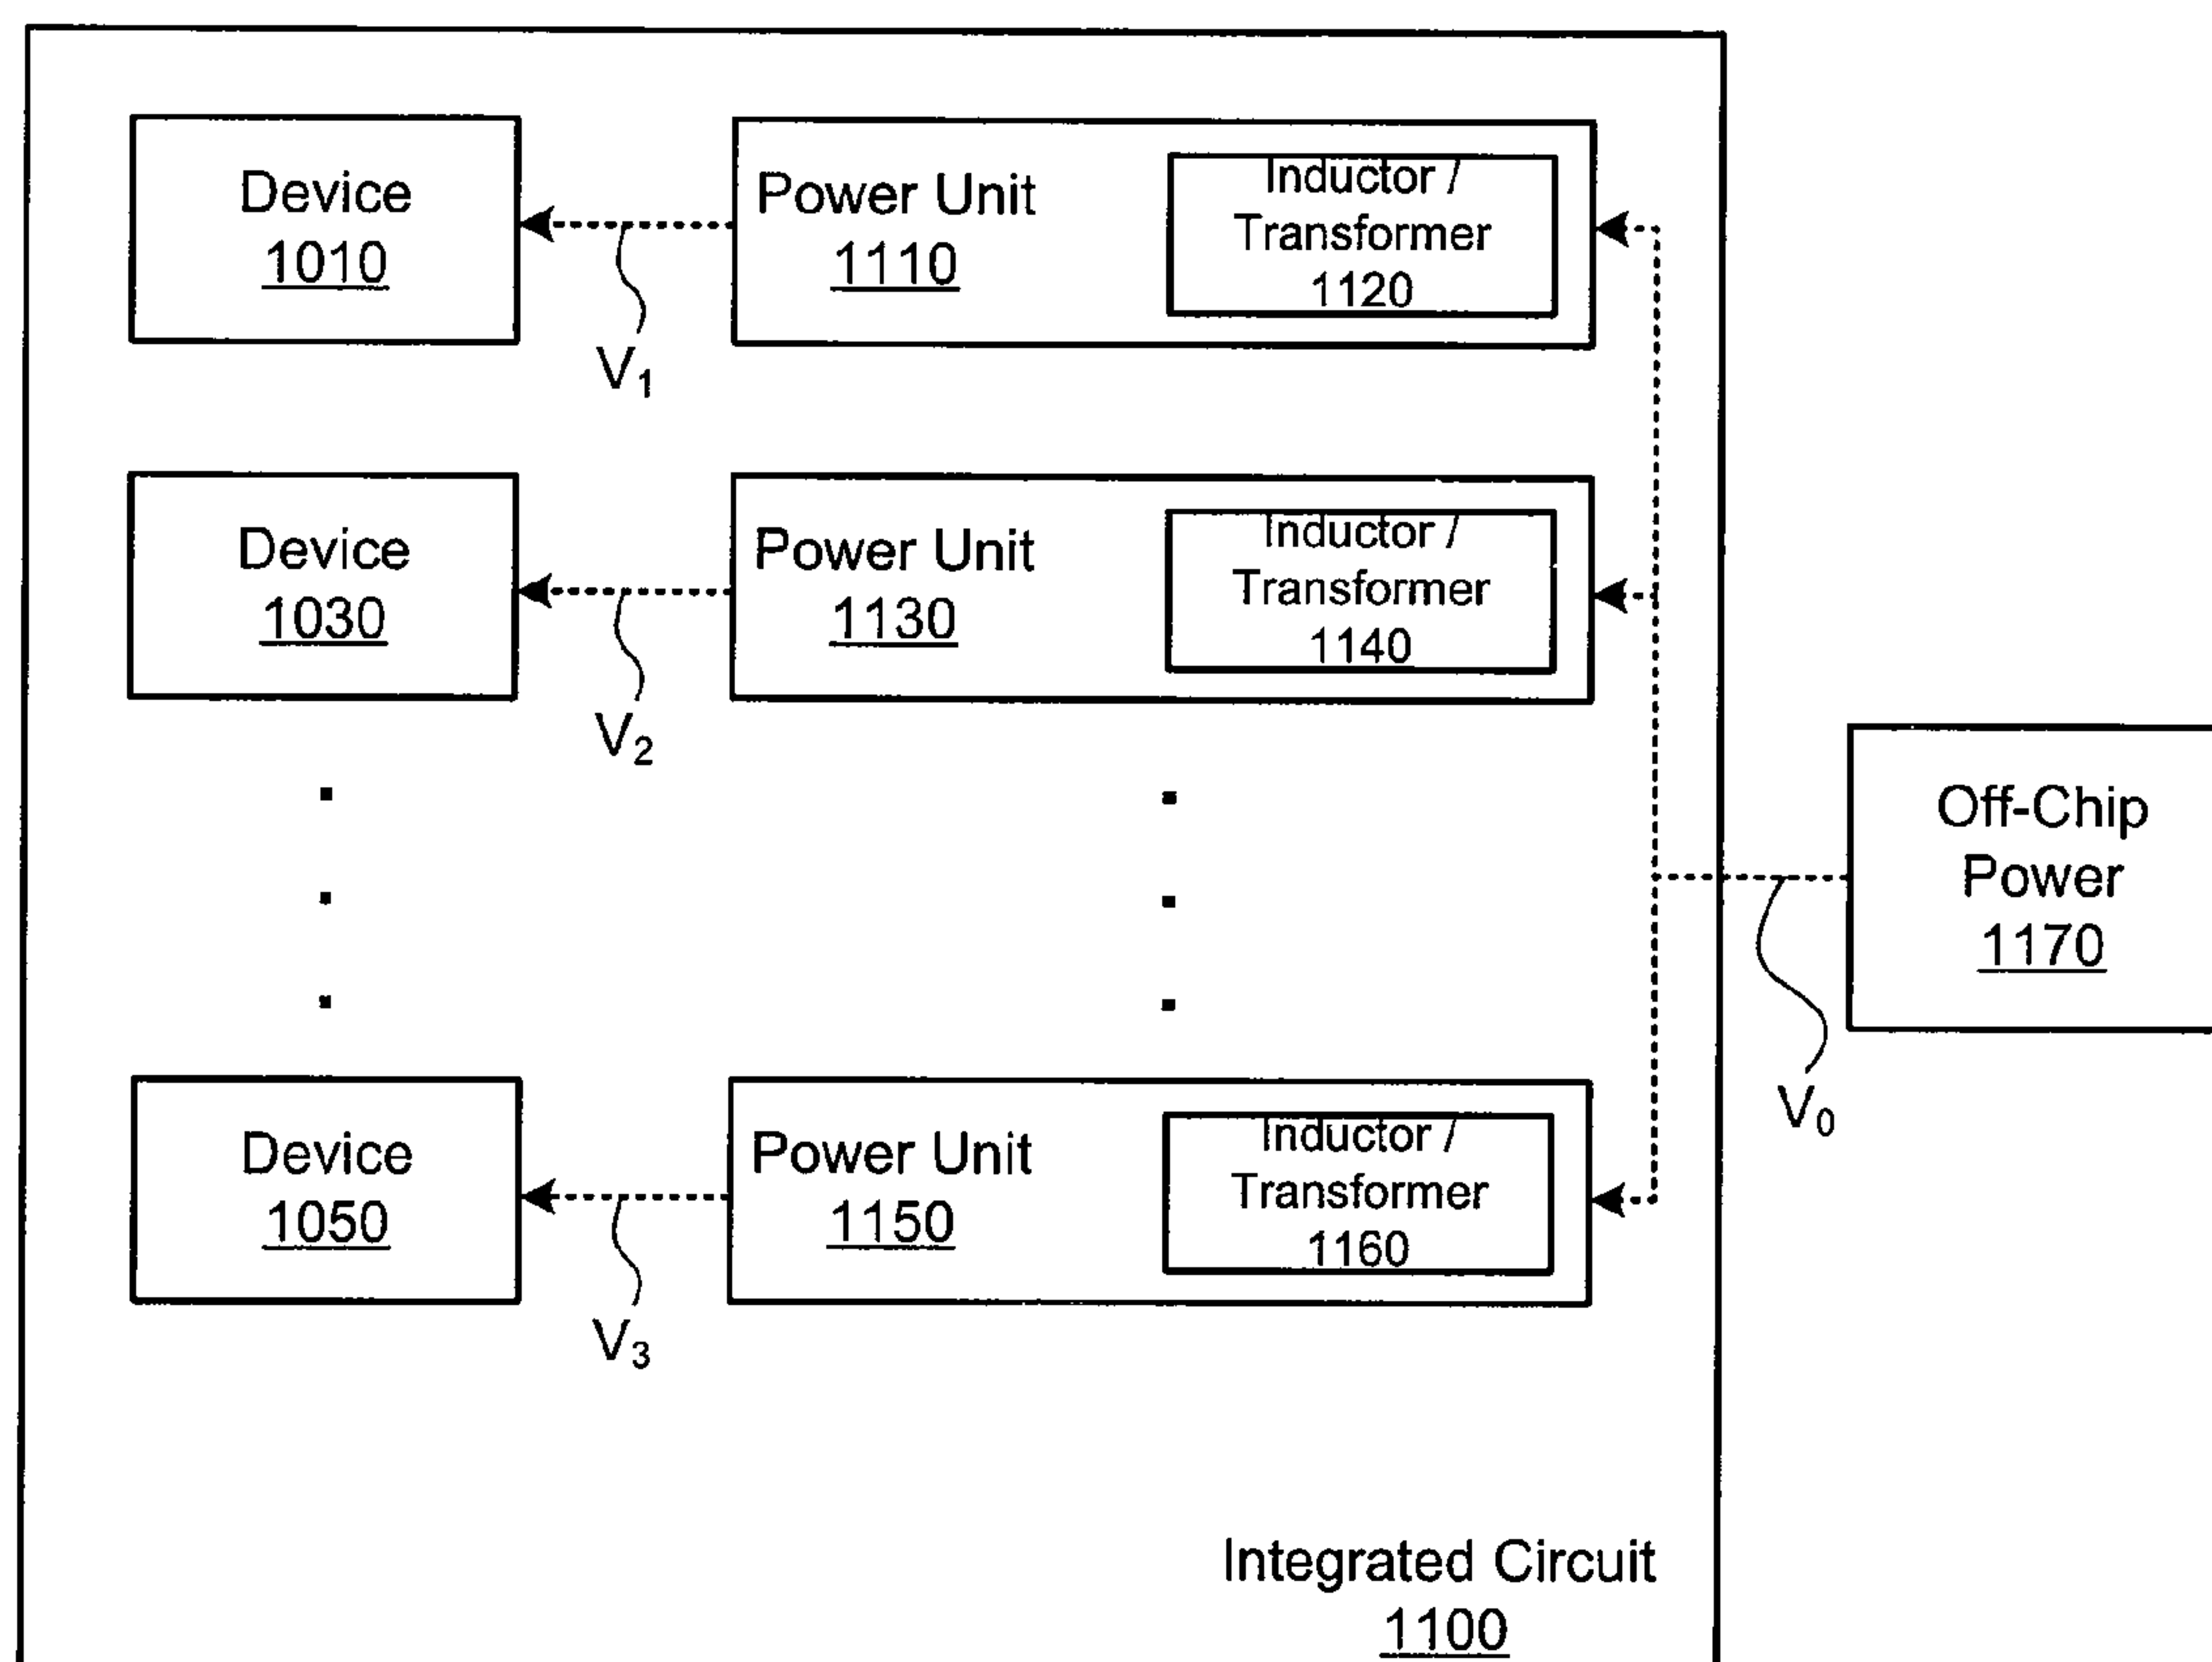 Device
1010
V₁
Power Unit
1110
Inductor /
Transformer
1120
Device
1030
V₂
Power Unit
1130
Inductor /
Transformer
1140
Off-Chip
Power
1170
V₀
Device
1050
V₃
Power Unit
1150
Inductor /
Transformer
1160
Integrated Circuit
1100